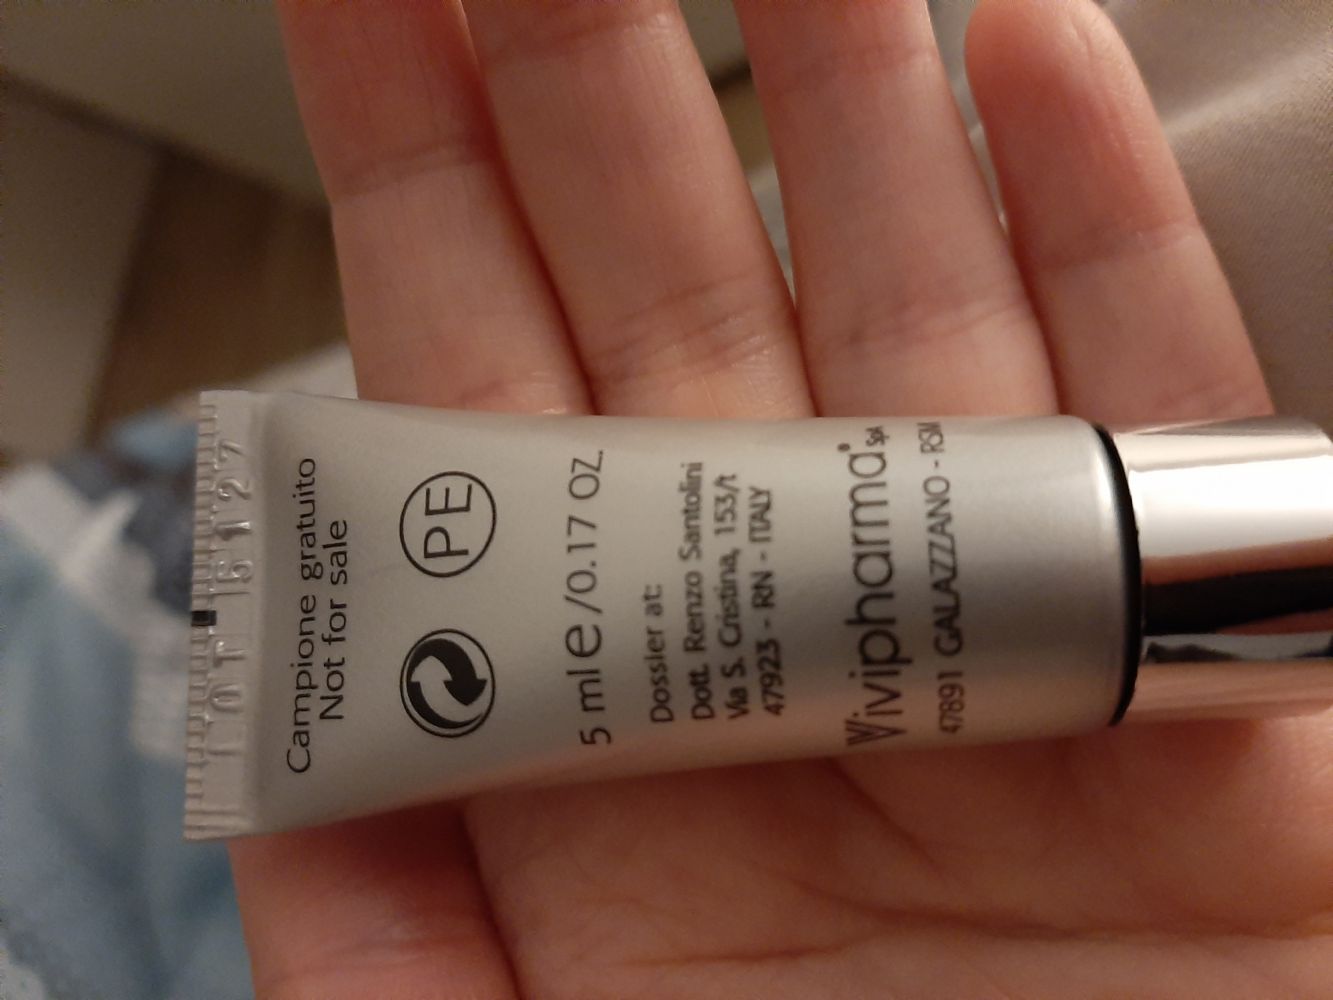 LOT 5127
Campione gratuito
Not for sale
PE
5 ml e /0.17 OZ.
Dossier at:
Dott. Renzo Santolini
Via S. Cristina, 153/t
47923 - RN - ITALY
Vivipharma® SpA
47891 GALAZZANO - RSM